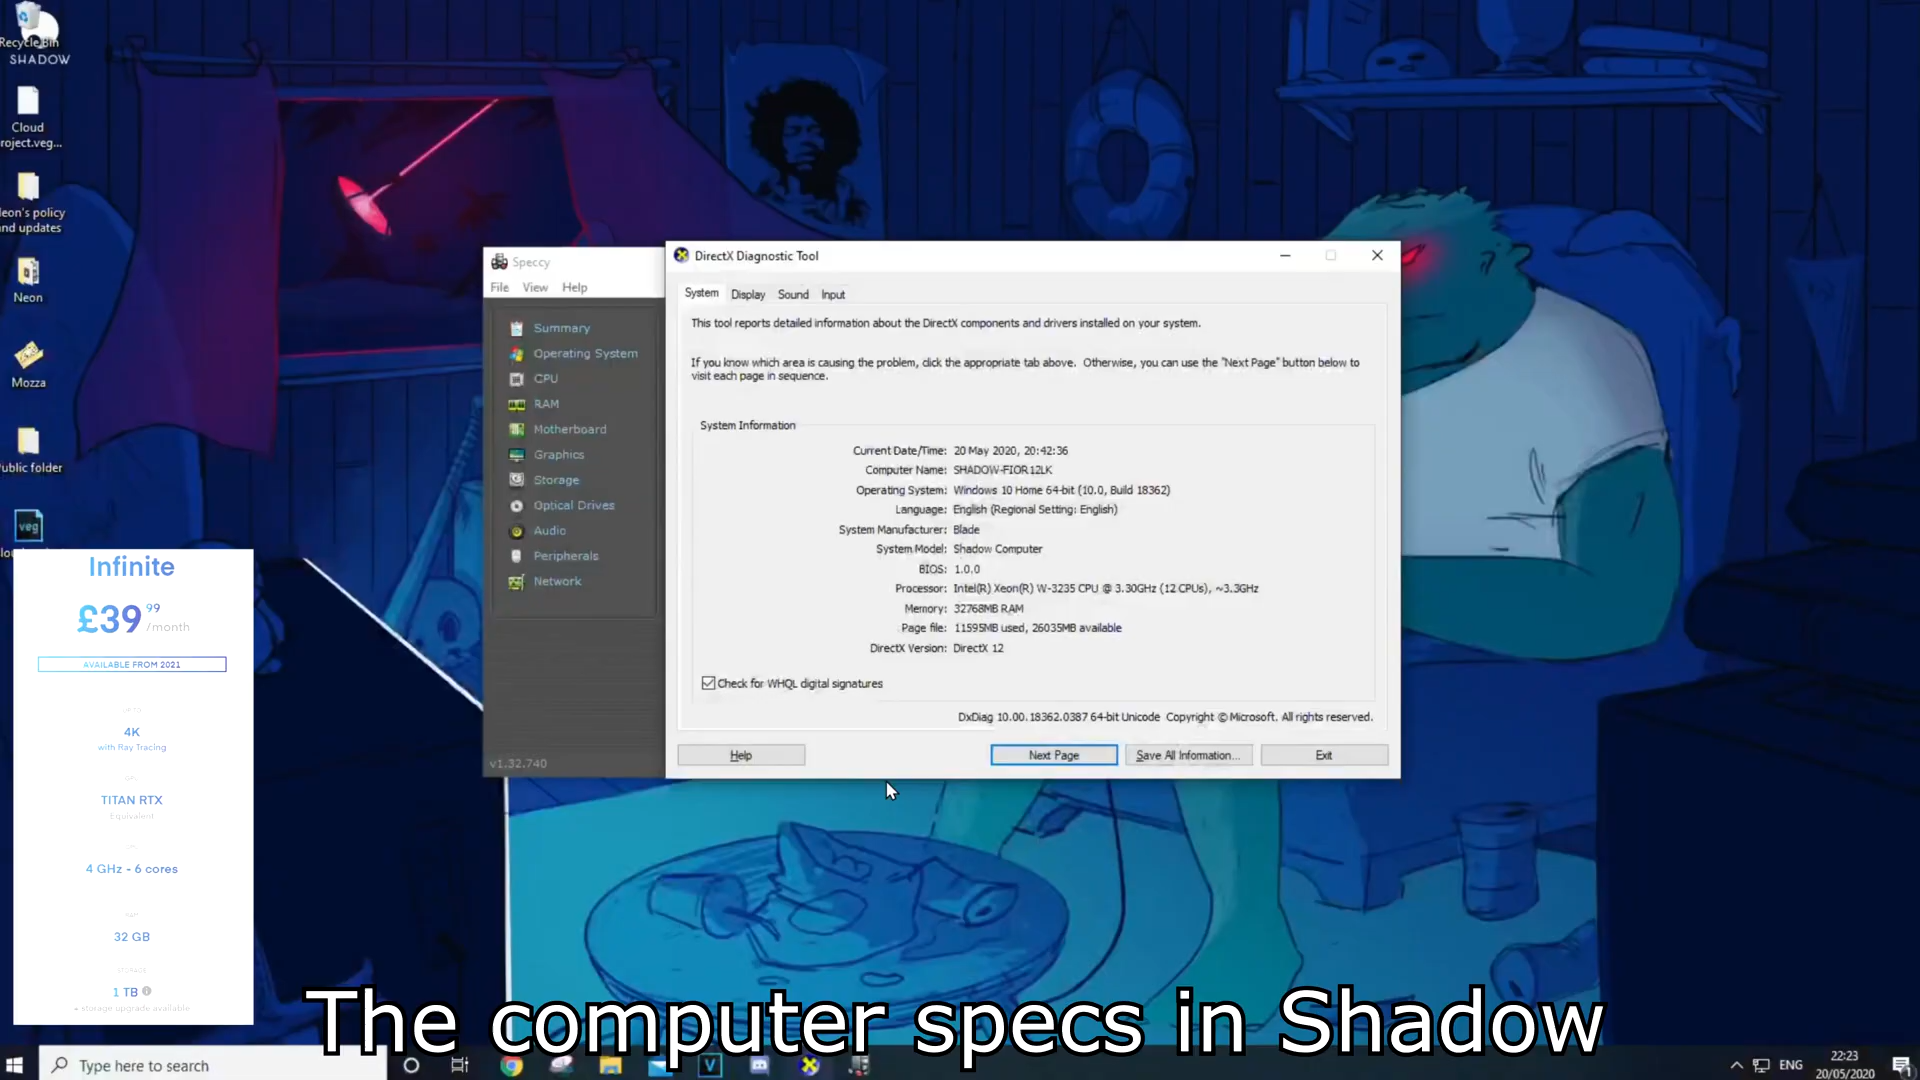 Recycle Bin
SHADOW
Cloud
roject.veg...
eon's policy
and updates
Neon
Mozza
Public folder
veg
Infinite
£39 99
/month
AVAILABLE FROM 2021
4K
with Ray Tracing
TITAN RTX
Equivalent
4 GHz - 6 cores
RAM
32 GB
STORAGE
1 TB
+ storage upgrade available
Speccy
File View Help
Summary
Operating System
CPU
RAM
Motherboard
Graphics
Storage
Optical Drives
Audio
Peripherals
Network
v1.32.740
DirectX Diagnostic Tool
System Display Sound Input
This tool reports detailed information about the DirectX components and drivers installed on your system.
If you know which area is causing the problem, click the appropriate tab above. Otherwise, you can use the "Next Page" button below to
visit each page in sequence.
System Information
Current Date/Time: 20 May 2020, 20:42:36
Computer Name: SHADOW-FIOR12LK
Operating System: Windows 10 Home 64-bit (10.0, Build 18362)
Language: English (Regional Setting: English)
System Manufacturer: Blade
System Model: Shadow Computer
BIOS: 1.0.0
Processor: Intel(R) Xeon(R) W-3235 CPU @ 3.30GHz (12 CPUs), ~3.3GHz
Memory: 32768MB RAM
Page file: 11595MB used, 26035MB available
DirectX Version: DirectX 12
Check for WHQL digital signatures
DxDiag 10.00.18362.0387 64-bit Unicode Copyright © Microsoft. All rights reserved.
Help Next Page Save All Information... Exit
The computer specs in Shadow
Type here to search
V
ENG
22:23
20/05/2020
1